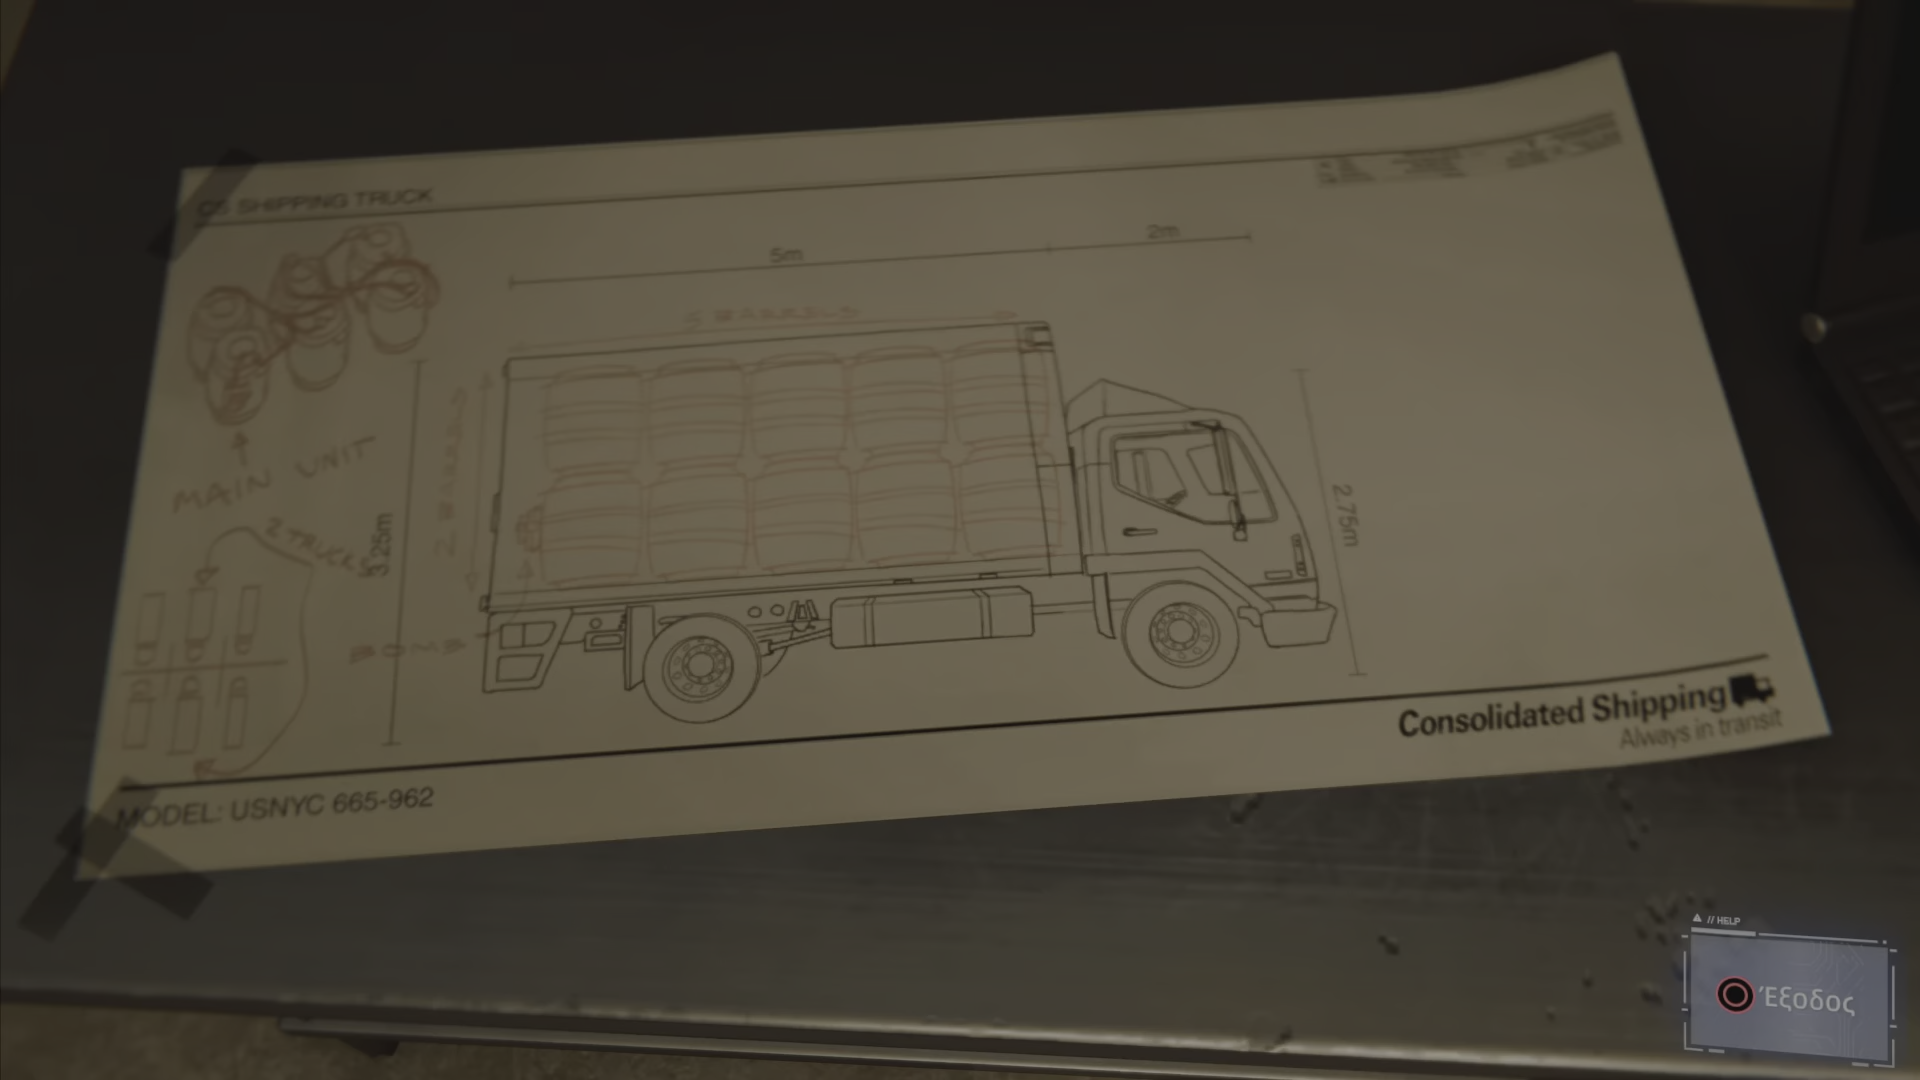 CS SHIPPING TRUCK
5m
2m
5 BARRELS
2 BARRELS
MAIN UNIT
2 TRUCKS
3.25m
2.75m
BOMB
Consolidated Shipping
Always in transit
MODEL: USNYC 665-962
// HELP
Έξοδος